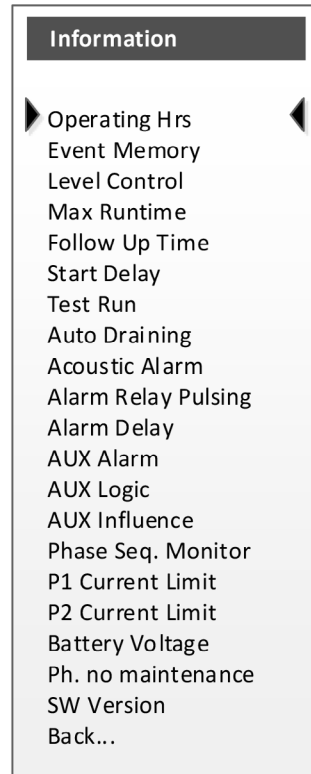 Information
Operating Hrs
Event Memory
Level Control
Max Runtime
Follow Up Time
Start Delay
Test Run
Auto Draining
Acoustic Alarm
Alarm Relay Pulsing
Alarm Delay
AUX Alarm
AUX Logic
AUX Influence
Phase Seq. Monitor
P1 Current Limit
P2 Current Limit
Battery Voltage
Ph. no maintenance
SW Version
Back...